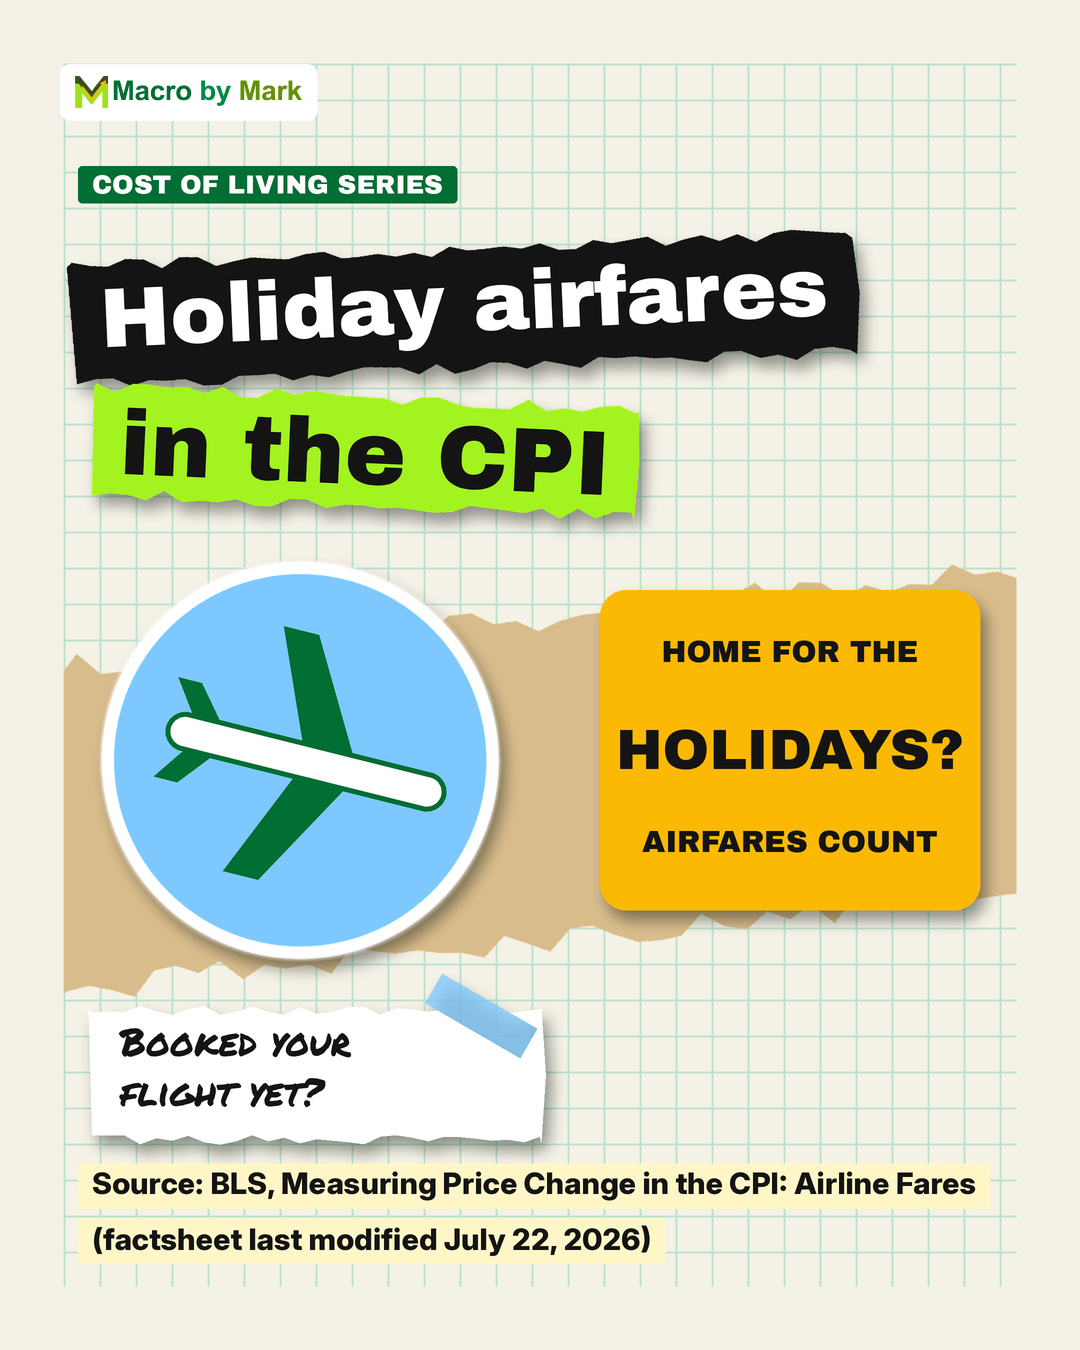 Macro by Mark
COST OF LIVING SERIES
Holiday airfares
in the CPI
HOME FOR THE
HOLIDAYS?
AIRFARES COUNT
BOOKED YOUR
FLIGHT YET?
Source: BLS, Measuring Price Change in the CPI: Airline Fares
(factsheet last modified July 22, 2026)